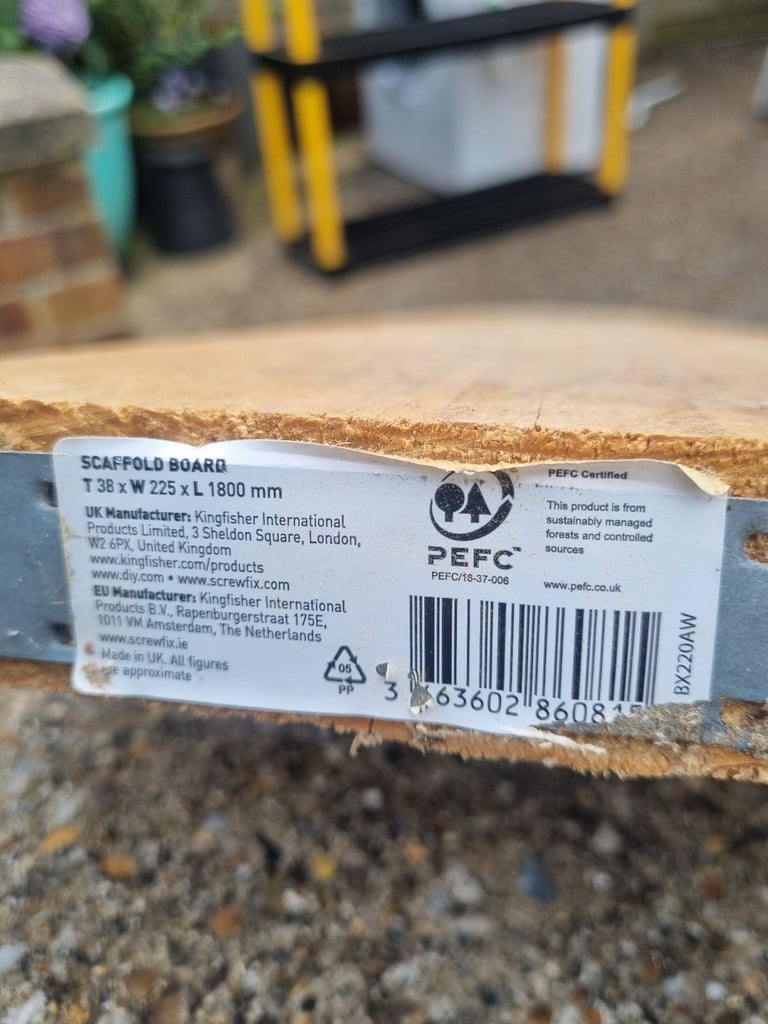 SCAFFOLD BOARD
T 38 x W 225 x L 1800 mm
UK Manufacturer: Kingfisher International
Products Limited, 3 Sheldon Square, London,
W2 6PX, United Kingdom
www.kingfisher.com/products
www.diy.com • www.screwfix.com
EU Manufacturer: Kingfisher International
Products B.V., Rapenburgerstraat 175E,
1011 VM Amsterdam, The Netherlands
www.screwfix.ie
Made in UK. All figures
are approximate
05
PP
PEFC™
PEFC/16-37-006
PEFC Certified
This product is from
sustainably managed
forests and controlled
sources
www.pefc.co.uk
3 63602 860815
BX220AW